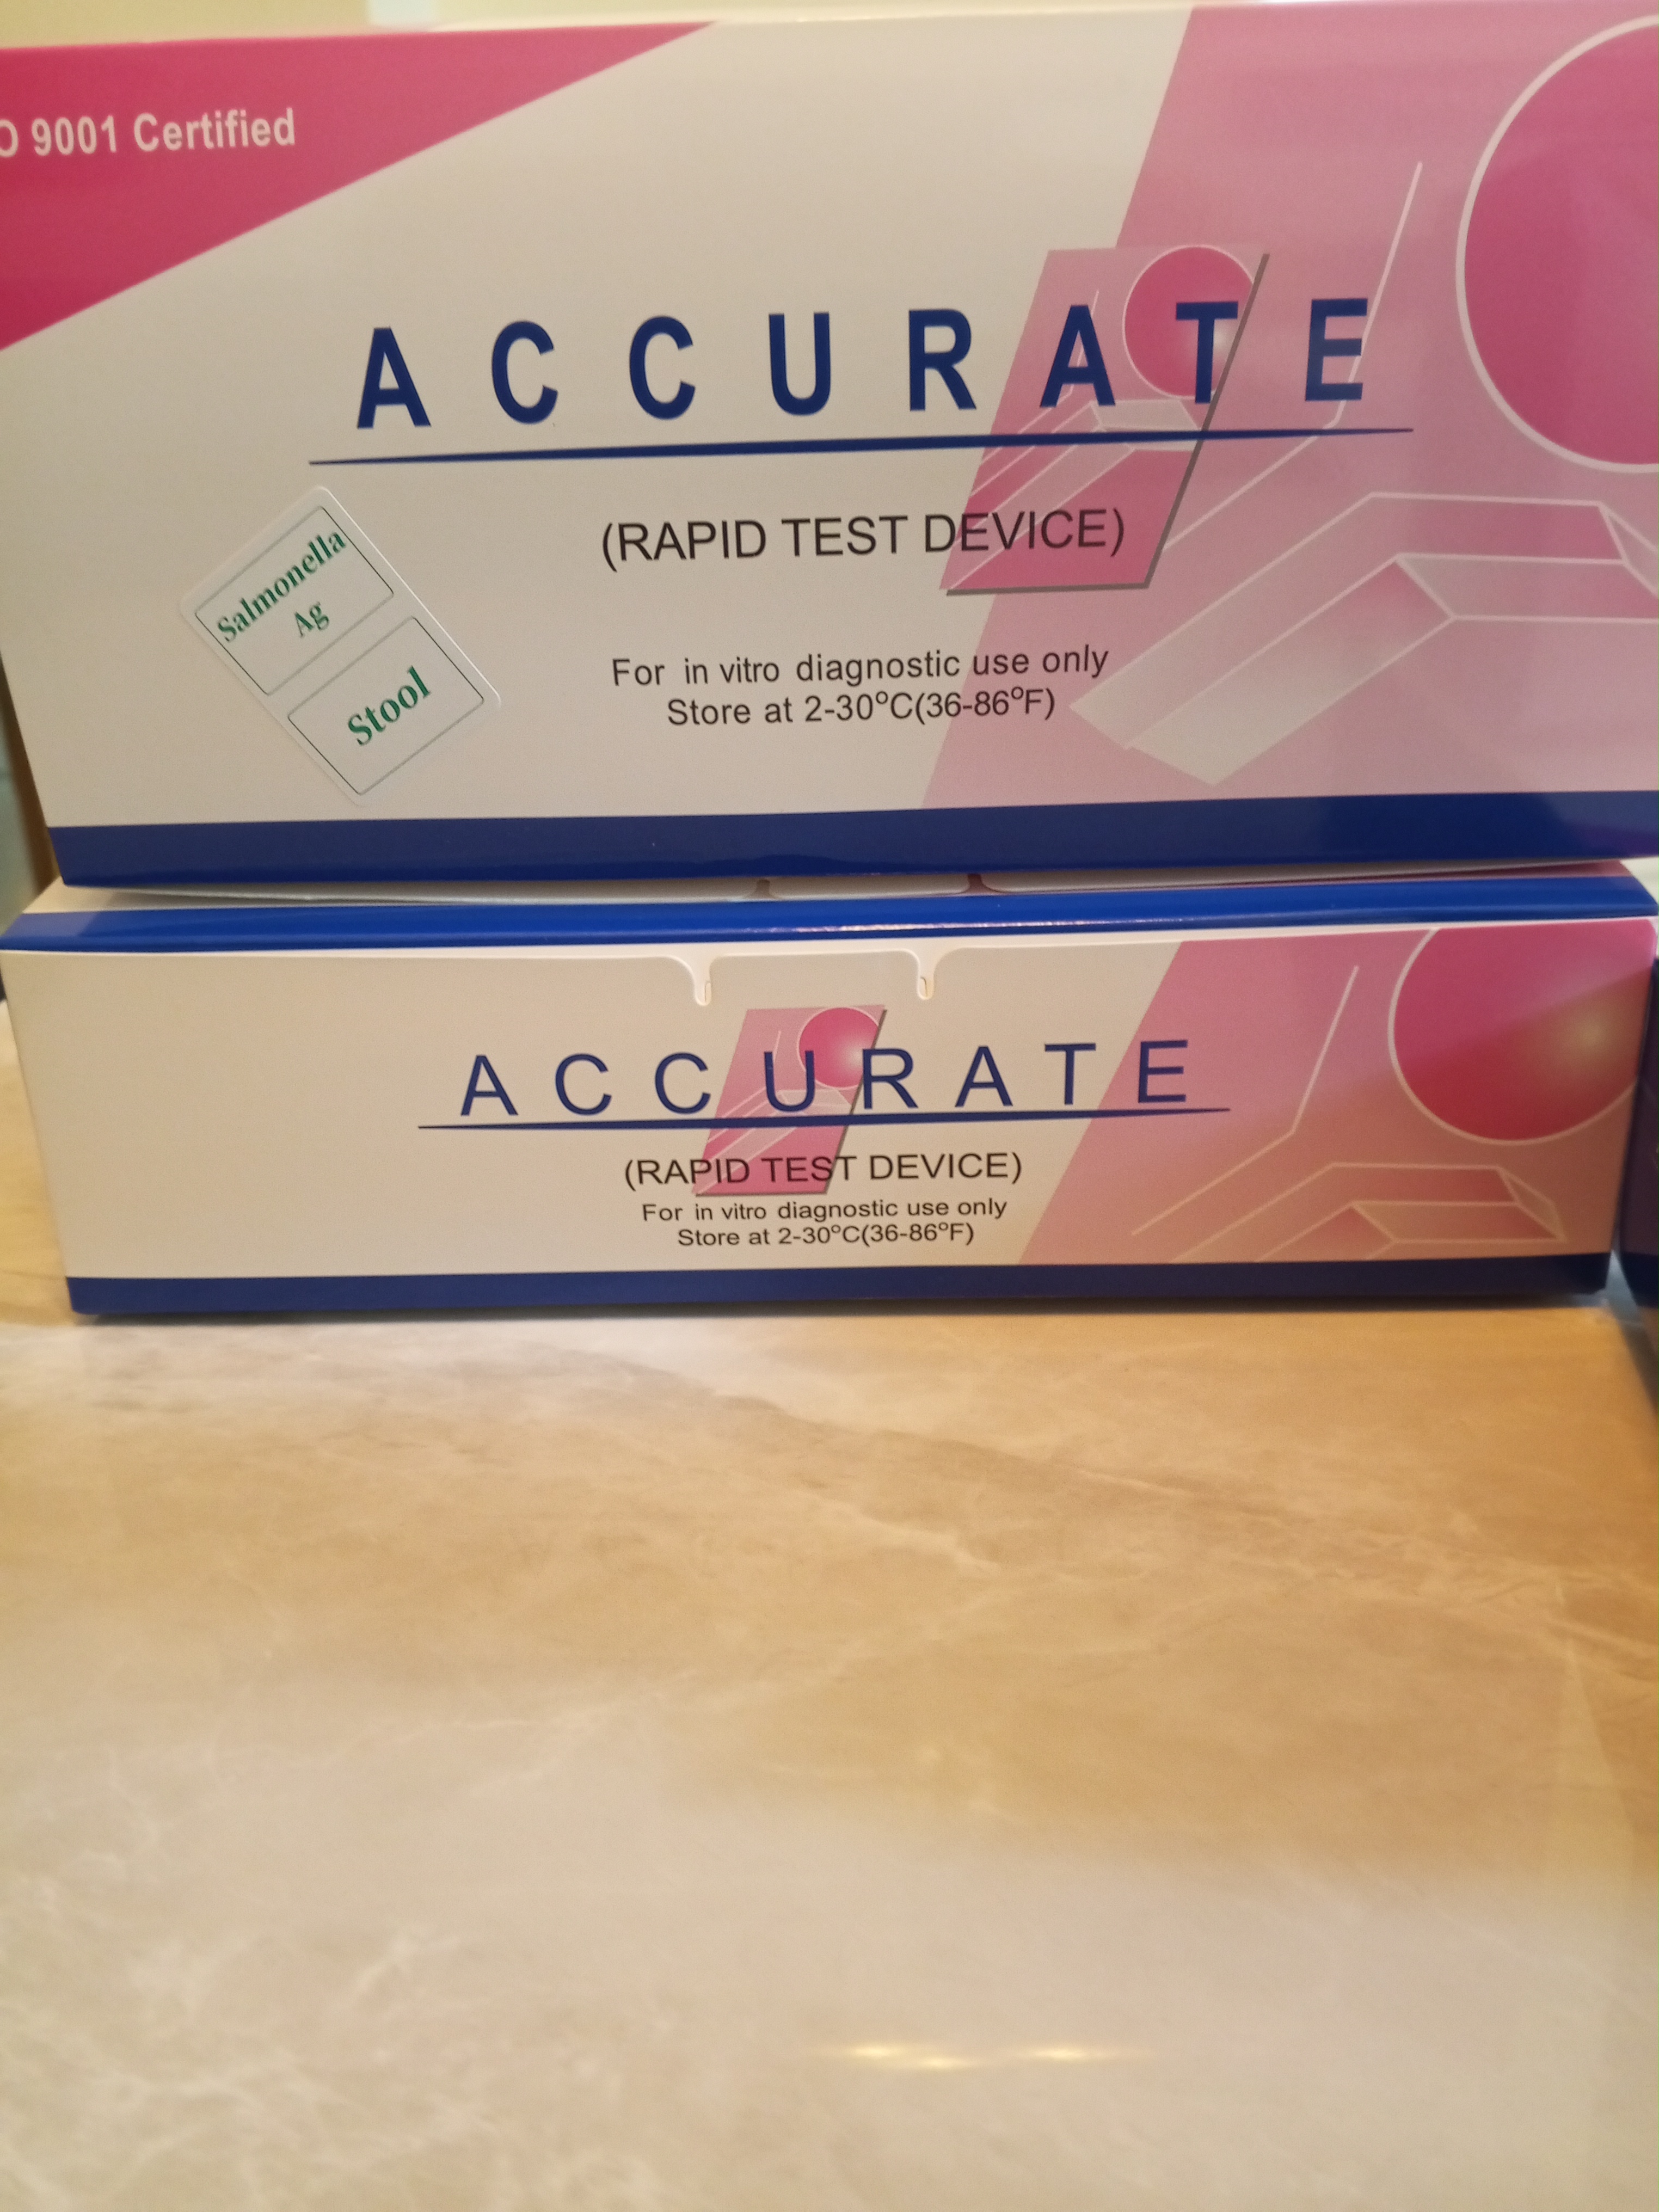 O 9001 Certified
ACCURATE
(RAPID TEST DEVICE)
Salmonella
Ag
Stool
For in vitro diagnostic use only
Store at 2-30°C(36-86°F)
ACCURATE
(RAPID TEST DEVICE)
For in vitro diagnostic use only
Store at 2-30°C(36-86°F)